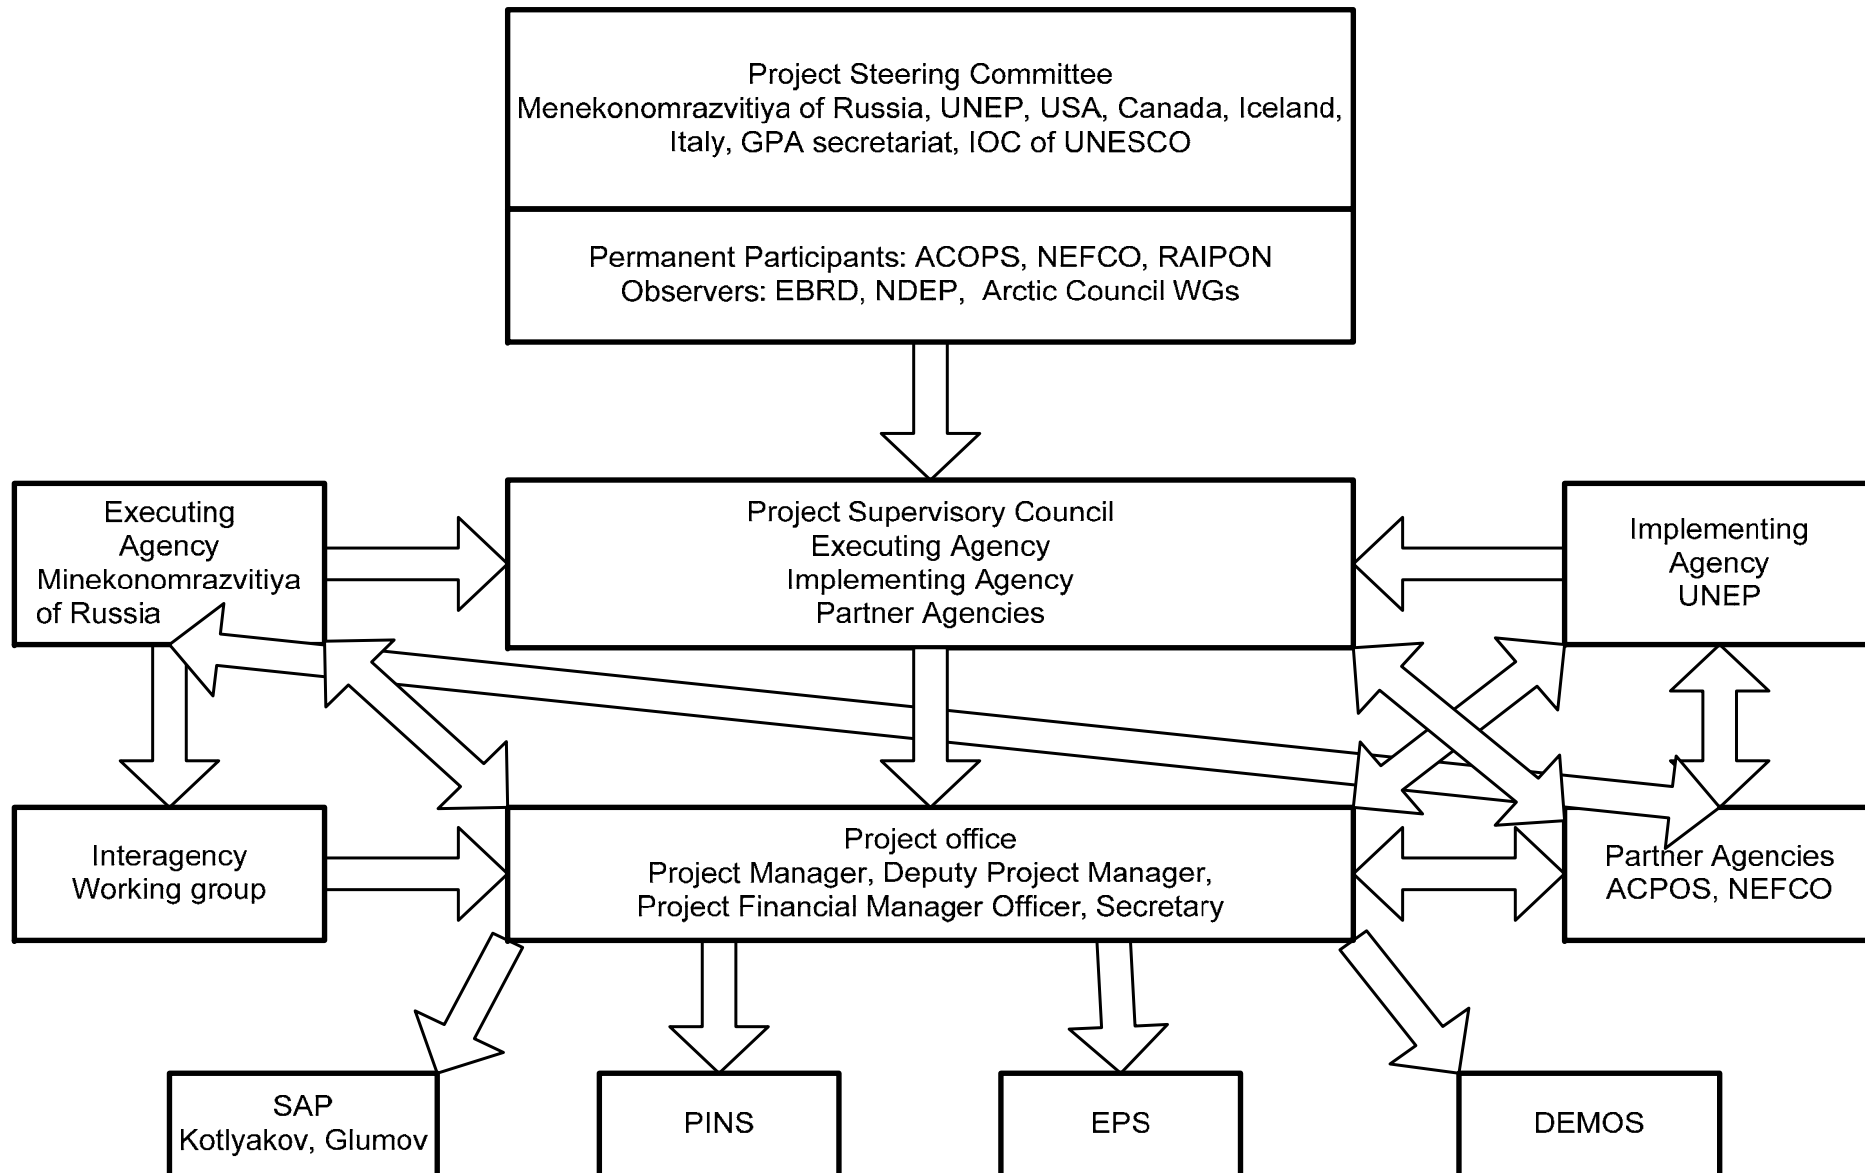 Project Steering Committee
Menekonomrazvitiya of Russia, UNEP, USA, Canada, Iceland,
Italy, GPA secretariat, IOC of UNESCO
Permanent Participants: ACOPS, NEFCO, RAIPON
Observers: EBRD, NDEP, Arctic Council WGs
Executing
Agency
Minekonomrazvitiya
of Russia
Project Supervisory Council
Executing Agency
Implementing Agency
Partner Agencies
Implementing
Agency
UNEP
Interagency
Working group
Project office
Project Manager, Deputy Project Manager,
Project Financial Manager Officer, Secretary
Partner Agencies
ACPOS, NEFCO
SAP
Kotlyakov, Glumov
PINS
EPS
DEMOS